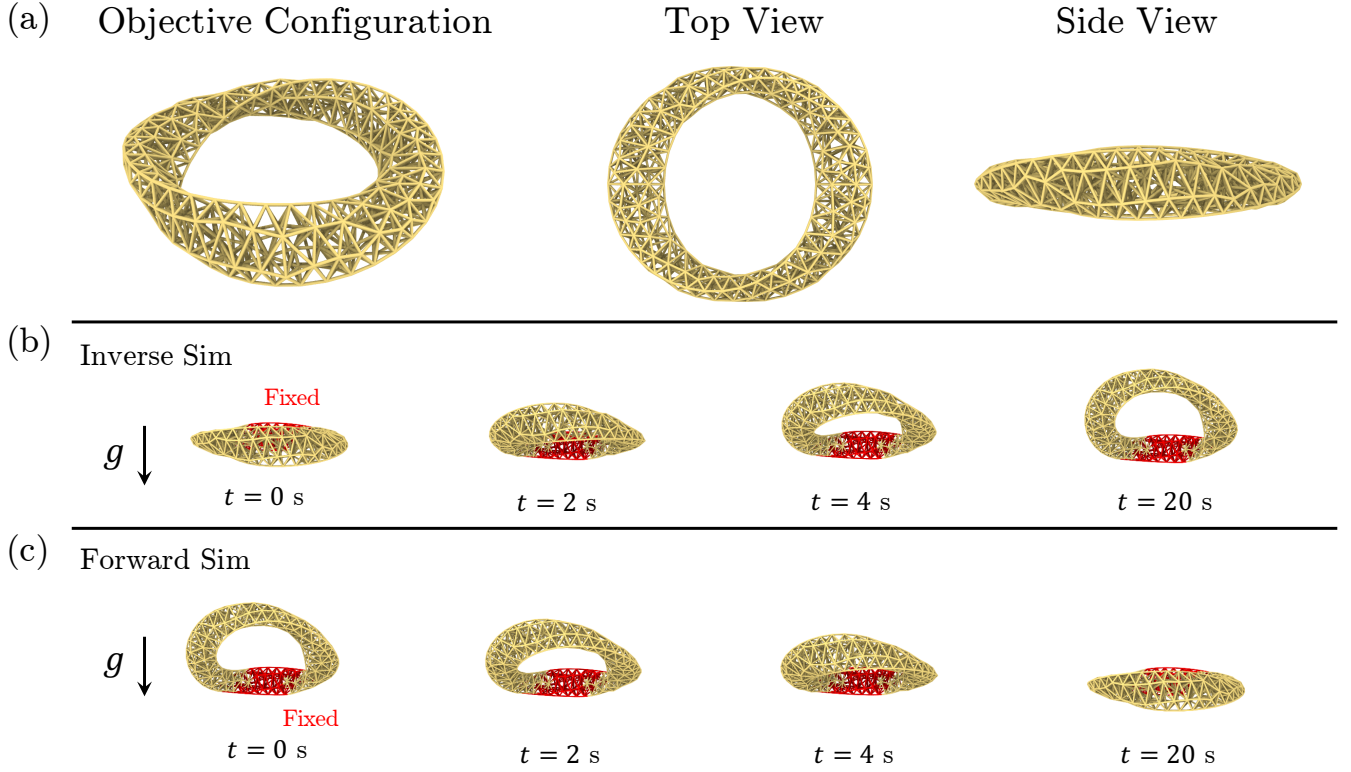 (a) Objective Configuration Top View Side View
(b)
Inverse Sim
Fixed
g
t = 0 s t = 2 s t = 4 s t = 20 s
(c)
Forward Sim
g
Fixed
t = 0 s t = 2 s t = 4 s t = 20 s